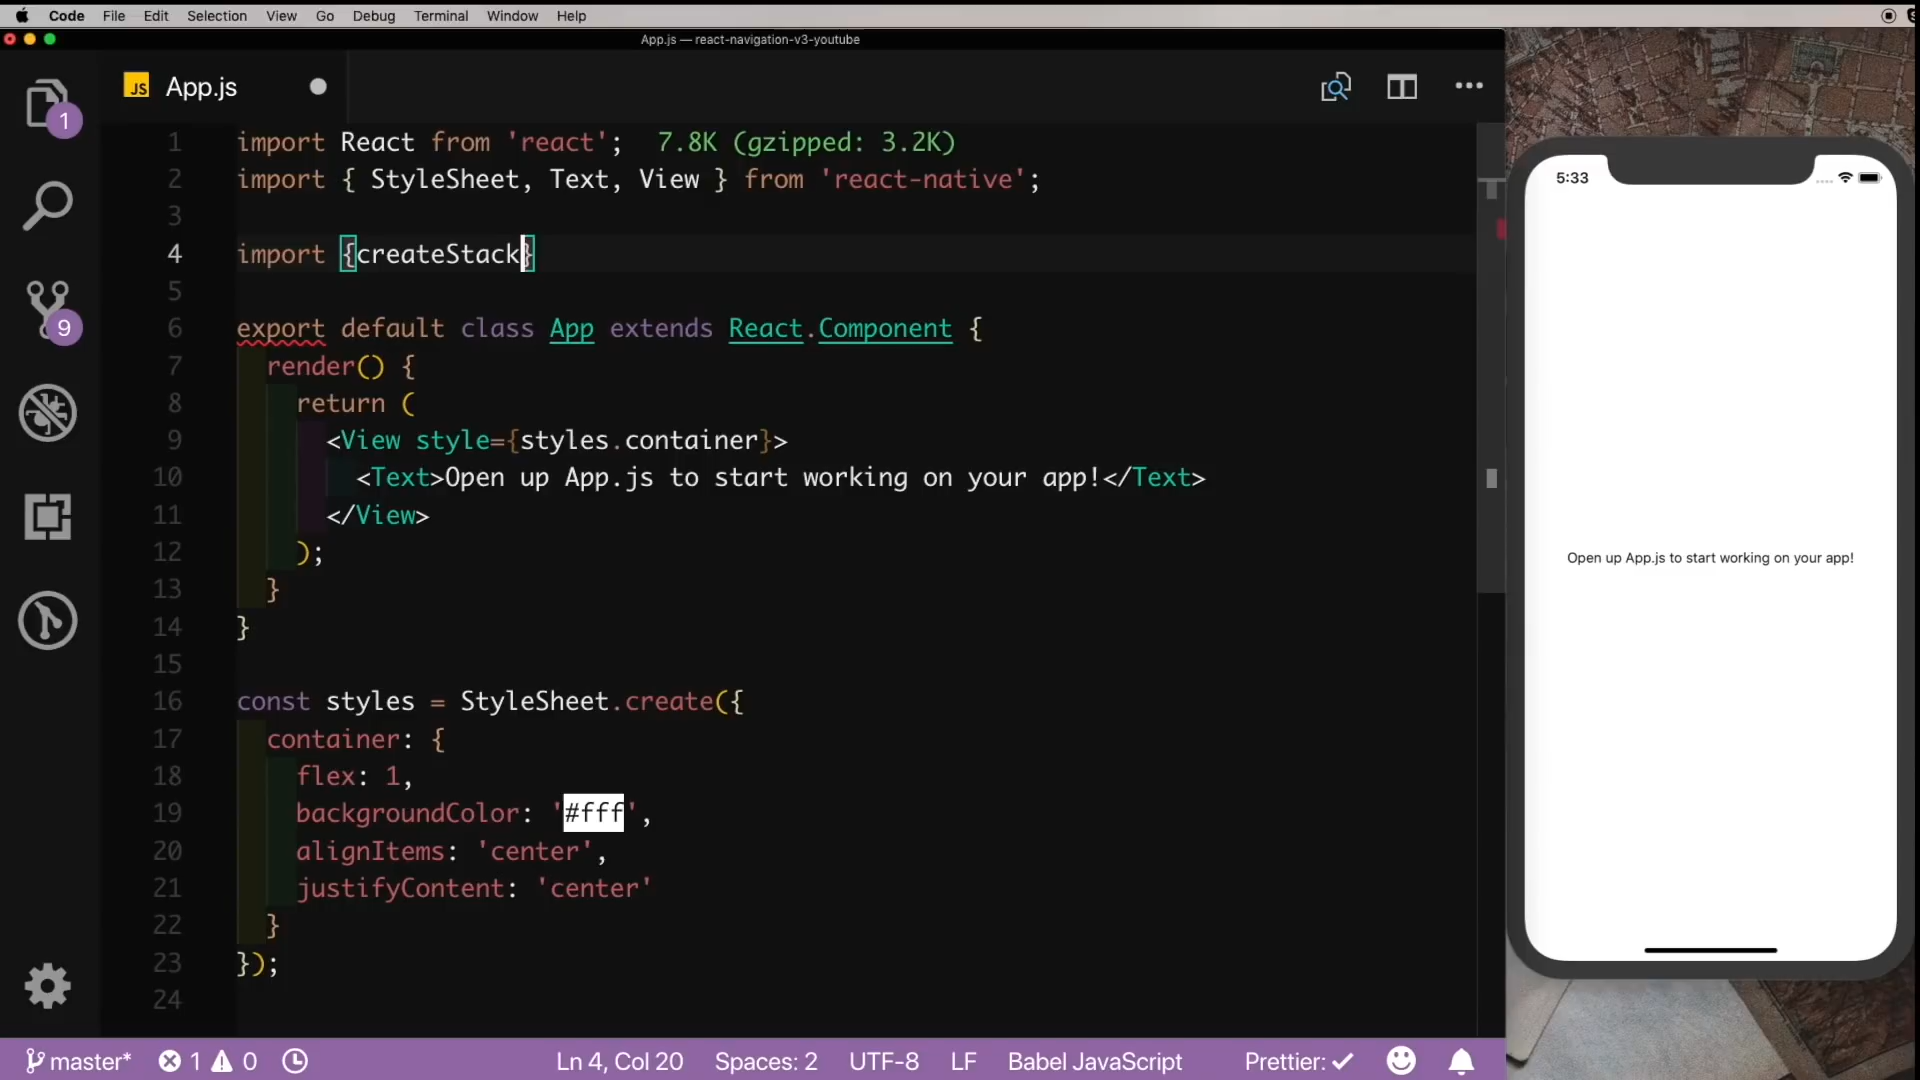 Code File Edit Selection View Go Debug Terminal Window Help
App.js — react-navigation-v3-youtube
JS App.js
1
9
1 import React from 'react'; 7.8K (gzipped: 3.2K)
2 import { StyleSheet, Text, View } from 'react-native';
3
4 import {createStack}
5
6 export default class App extends React.Component {
7 render() {
8 return (
9 <View style={styles.container}>
10 <Text>Open up App.js to start working on your app!</Text>
11 </View>
12 );
13 }
14 }
15
16 const styles = StyleSheet.create({
17 container: {
18 flex: 1,
19 backgroundColor: '#fff',
20 alignItems: 'center',
21 justifyContent: 'center'
22 }
23 });
24
master* 1 0 Ln 4, Col 20 Spaces: 2 UTF-8 LF Babel JavaScript Prettier: ✓
5:33
Open up App.js to start working on your app!